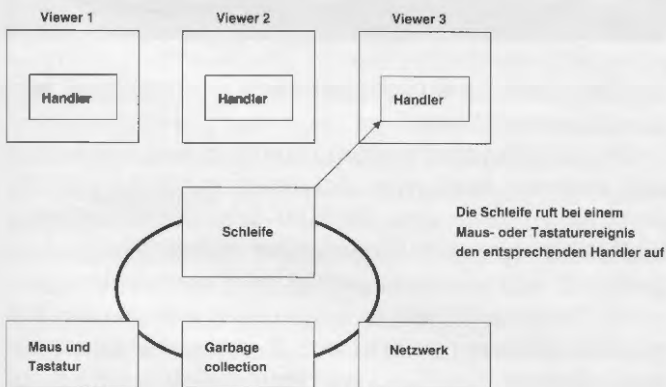 Viewer 1
Viewer 2
Viewer 3
Handler
Handler
Handler
Schleife
Die Schleife ruft bei einem
Maus- oder Tastaturereignis
den entsprechenden Handler auf
Maus und
Tastatur
Garbage
collection
Netzwerk